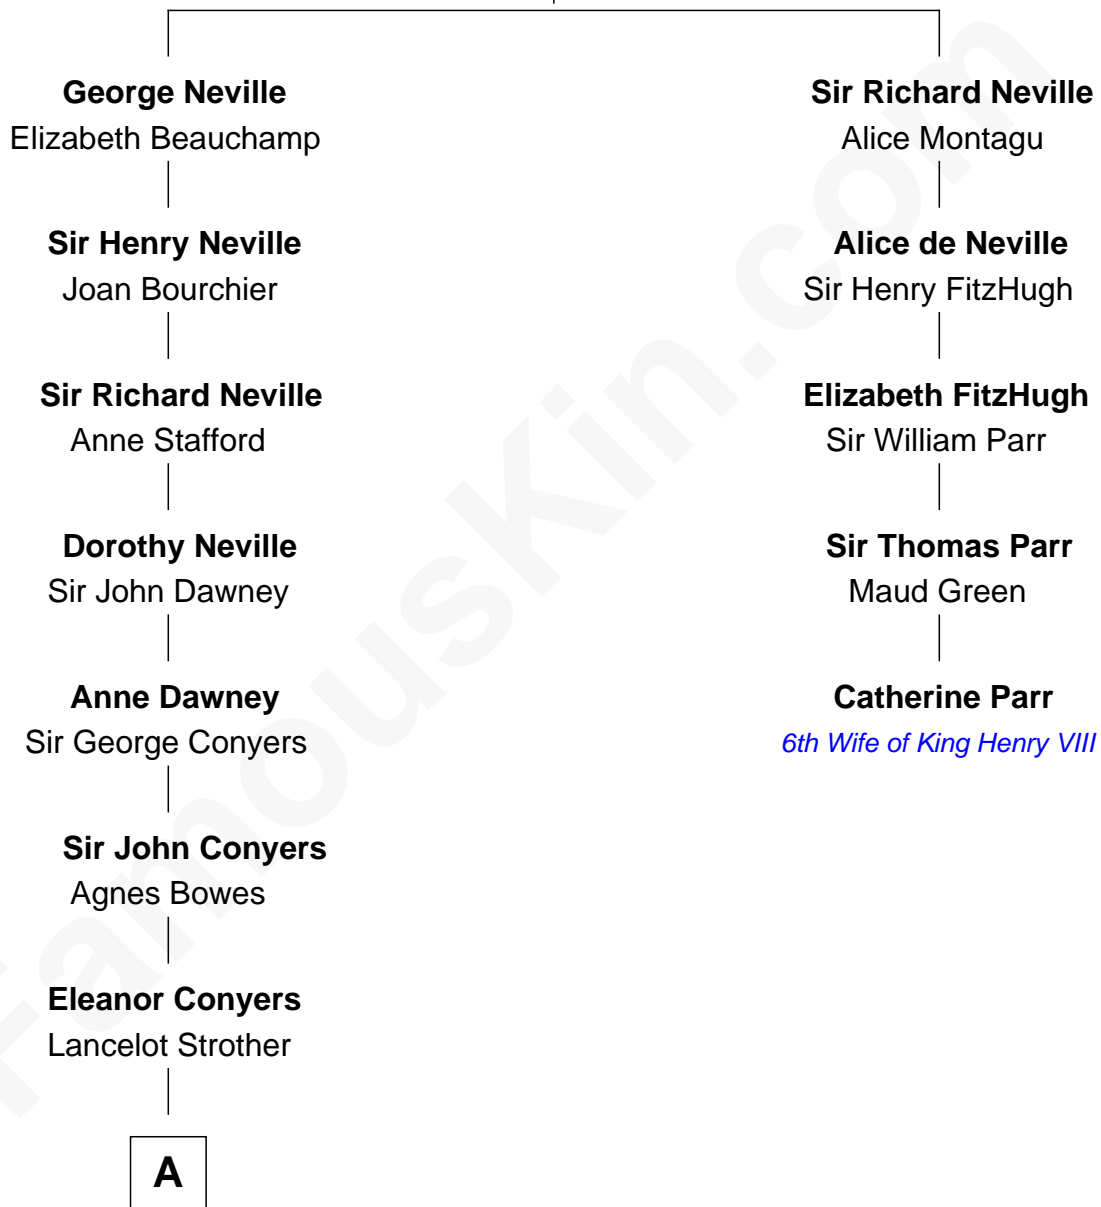 George Neville
Elizabeth Beauchamp
Sir Henry Neville
Joan Bourchier
Sir Richard Neville
Anne Stafford
Dorothy Neville
Sir John Dawney
Anne Dawney
Sir George Conyers
Sir John Conyers
Agnes Bowes
Eleanor Conyers
Lancelot Strother
A
Sir Richard Neville
Alice Montagu
Alice de Neville
Sir Henry FitzHugh
Elizabeth FitzHugh
Sir William Parr
Sir Thomas Parr
Maud Green
Catherine Parr
6th Wife of King Henry VIII
FamousKin.com